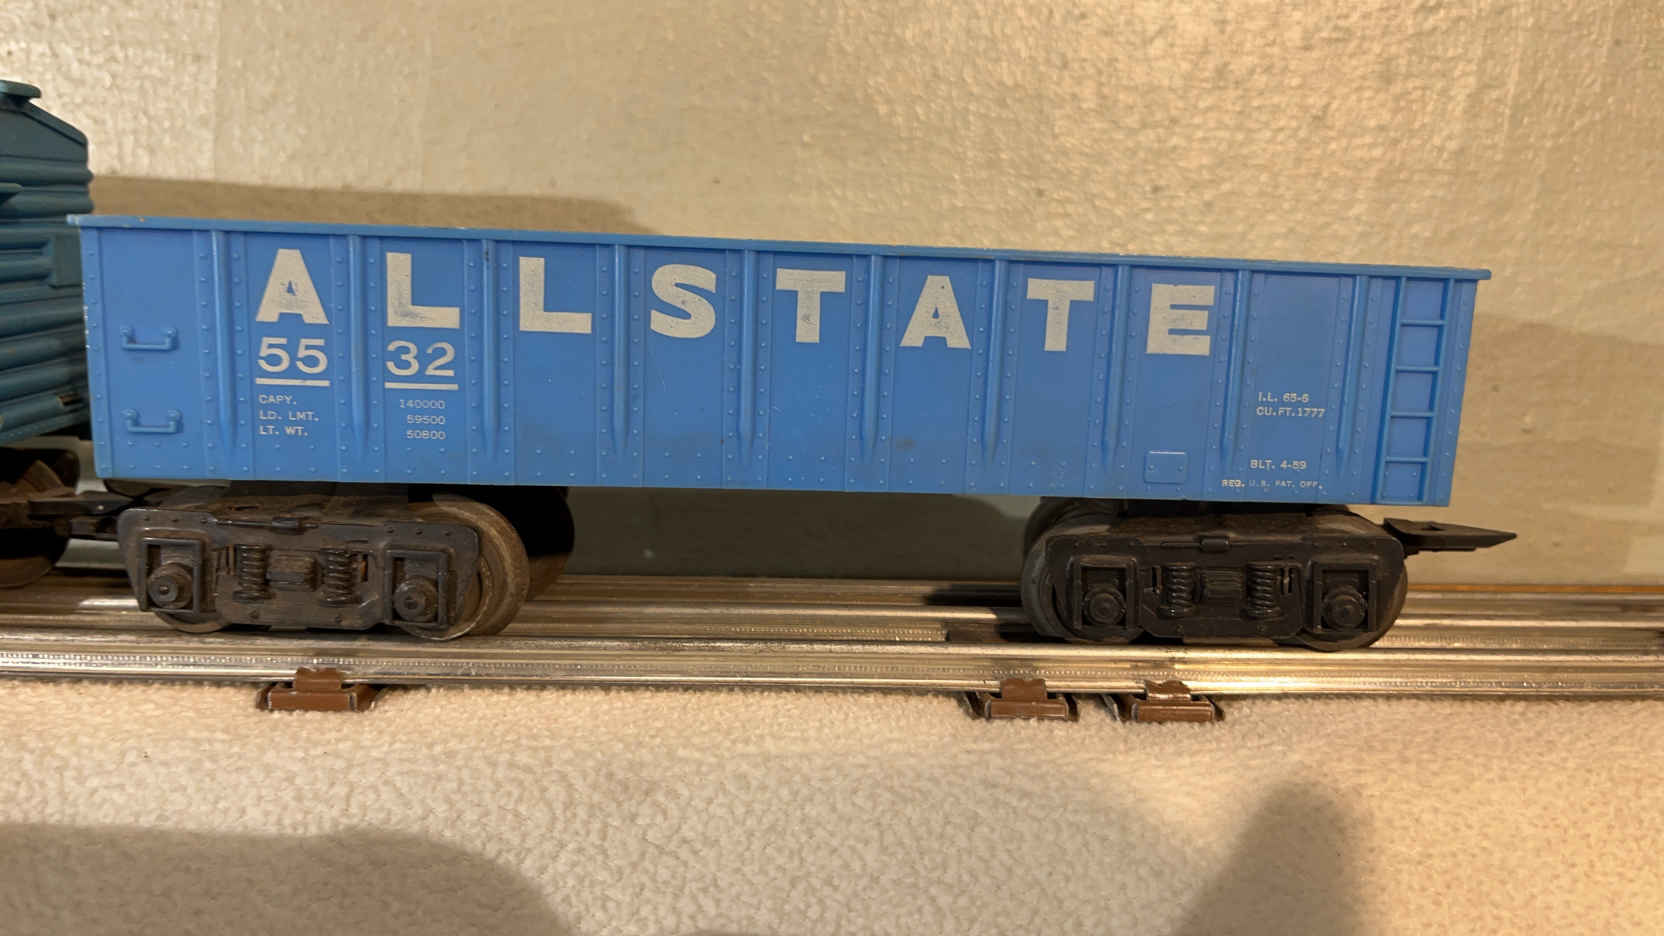 ALLSTATE
55 32
CAPY. 140000
LD. LMT. 59500
LT. WT. 50800
I.L. 65-6
CU.FT.1777
BLT. 4-59
REG. U.S. PAT. OFF.